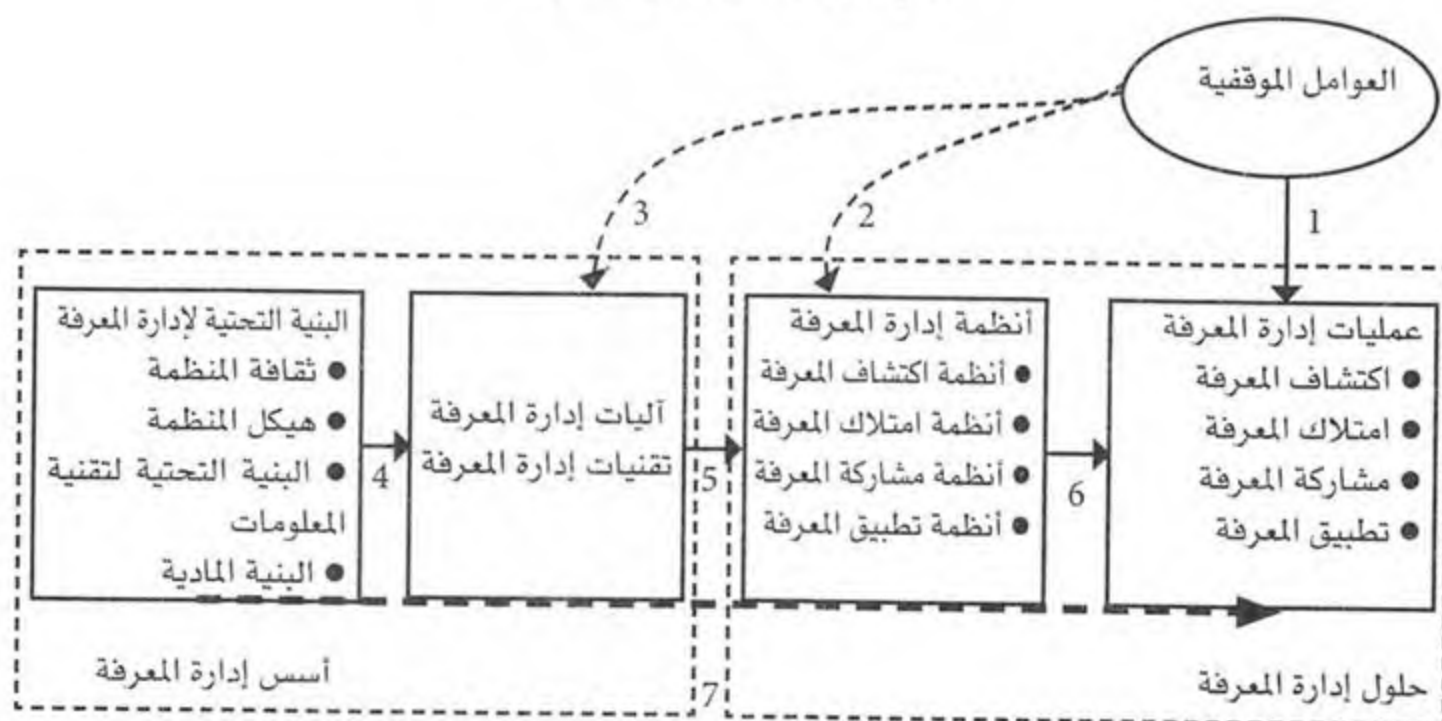 العوامل الموقفية
1
2
3
عمليات إدارة المعرفة
● اكتشاف المعرفة
● امتلاك المعرفة
● مشاركة المعرفة
● تطبيق المعرفة
6
أنظمة إدارة المعرفة
● أنظمة اكتشاف المعرفة
● أنظمة امتلاك المعرفة
● أنظمة مشاركة المعرفة
● أنظمة تطبيق المعرفة
5
آليات إدارة المعرفة
تقنيات إدارة المعرفة
4
البنية التحتية لإدارة المعرفة
● ثقافة المنظمة
● هيكل المنظمة
● البنية التحتية لتقنية
المعلومات
● البنية المادية
حلول إدارة المعرفة
7
أسس إدارة المعرفة